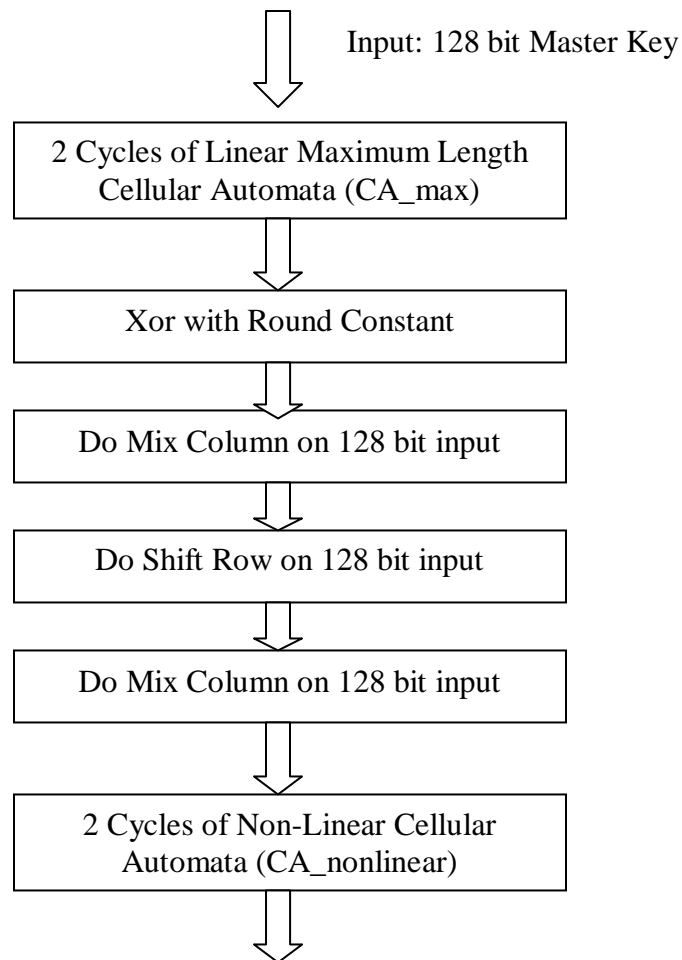 Input: 128 bit Master Key
2 Cycles of Linear Maximum Length
Cellular Automata (CA_max)
Xor with Round Constant
Do Mix Column on 128 bit input
Do Shift Row on 128 bit input
Do Mix Column on 128 bit input
2 Cycles of Non-Linear Cellular
Automata (CA_nonlinear)